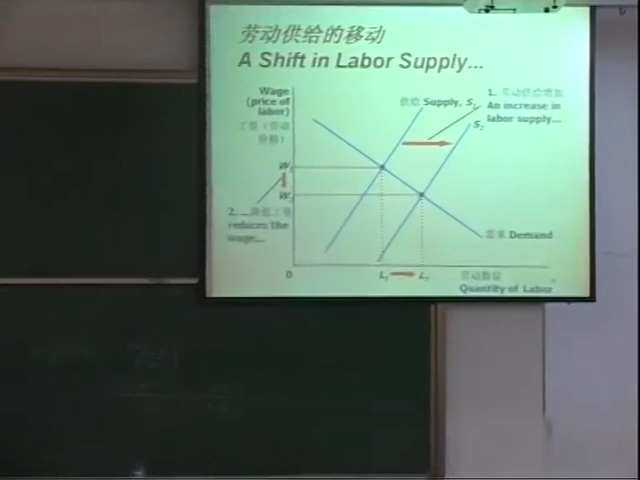 劳动供给的移动
A Shift in Labor Supply...
Wage
(price of
labor)
工资（劳动
价格）
供给 Supply, S₁
1. 劳动供给增加
An increase in
labor supply...
S₂
W₁
W₂
2. ...降低工资
reduces the
wage...
需求 Demand
0
L₁
L₂
劳动数量
Quantity of Labor